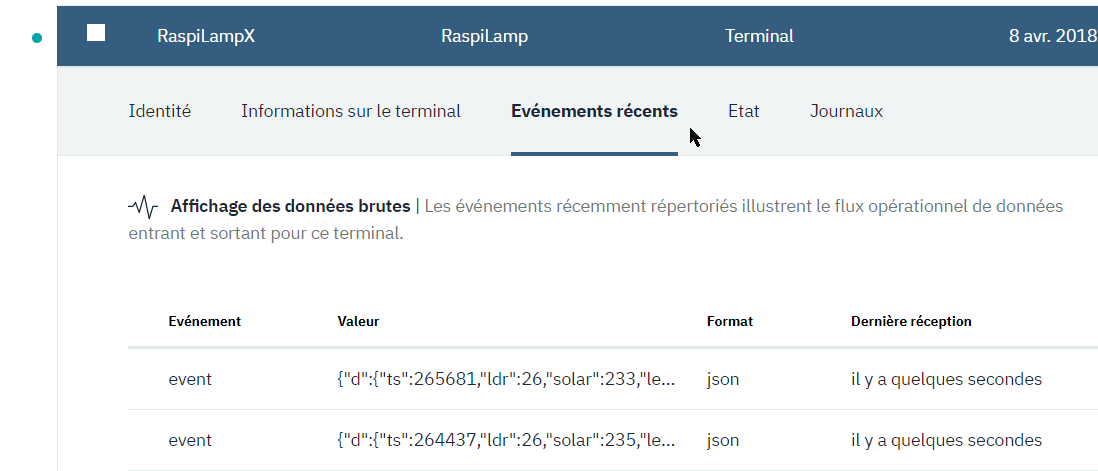 RaspiLampX RaspiLamp Terminal 8 avr. 2018
Identité Informations sur le terminal Evénements récents Etat Journaux
Affichage des données brutes | Les événements récemment répertoriés illustrent le flux opérationnel de données
entrant et sortant pour ce terminal.
Evénement Valeur Format Dernière réception
event {"d":{"ts":265681,"ldr":26,"solar":233,"le... json il y a quelques secondes
event {"d":{"ts":264437,"ldr":26,"solar":235,"le... json il y a quelques secondes